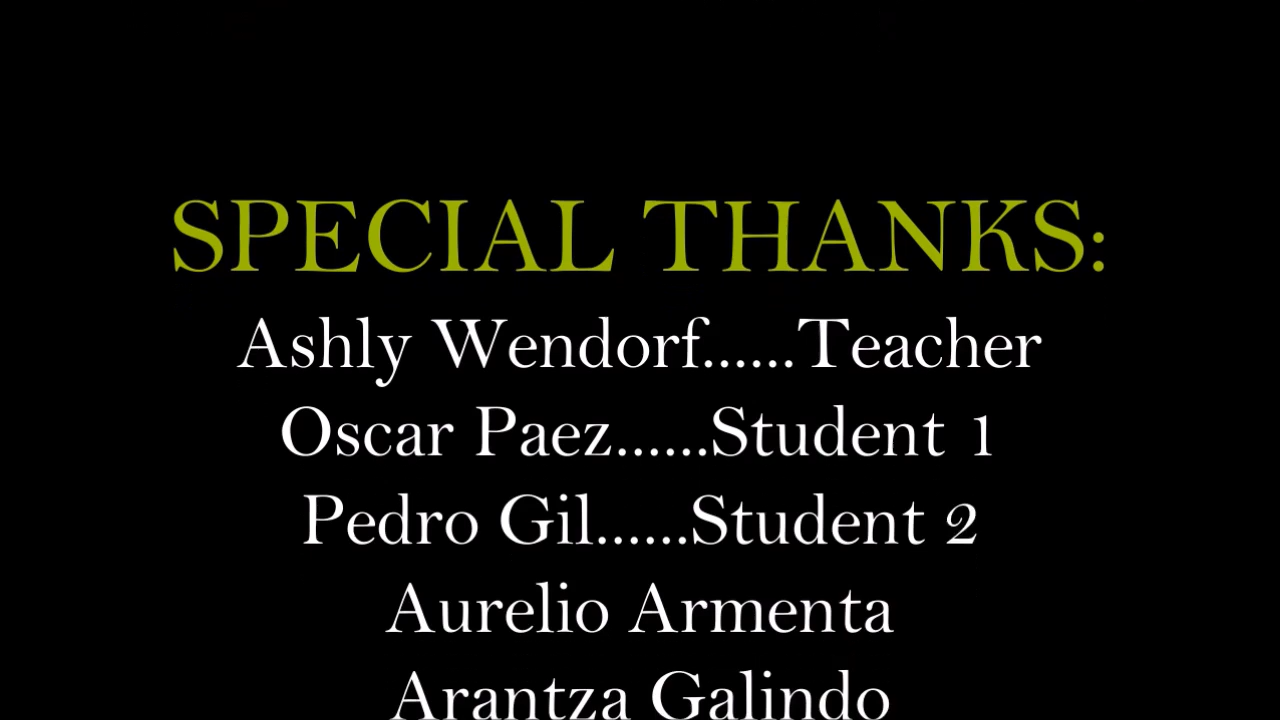 SPECIAL THANKS:
Ashly Wendorf......Teacher
Oscar Paez......Student 1
Pedro Gil......Student 2
Aurelio Armenta
Arantza Galindo